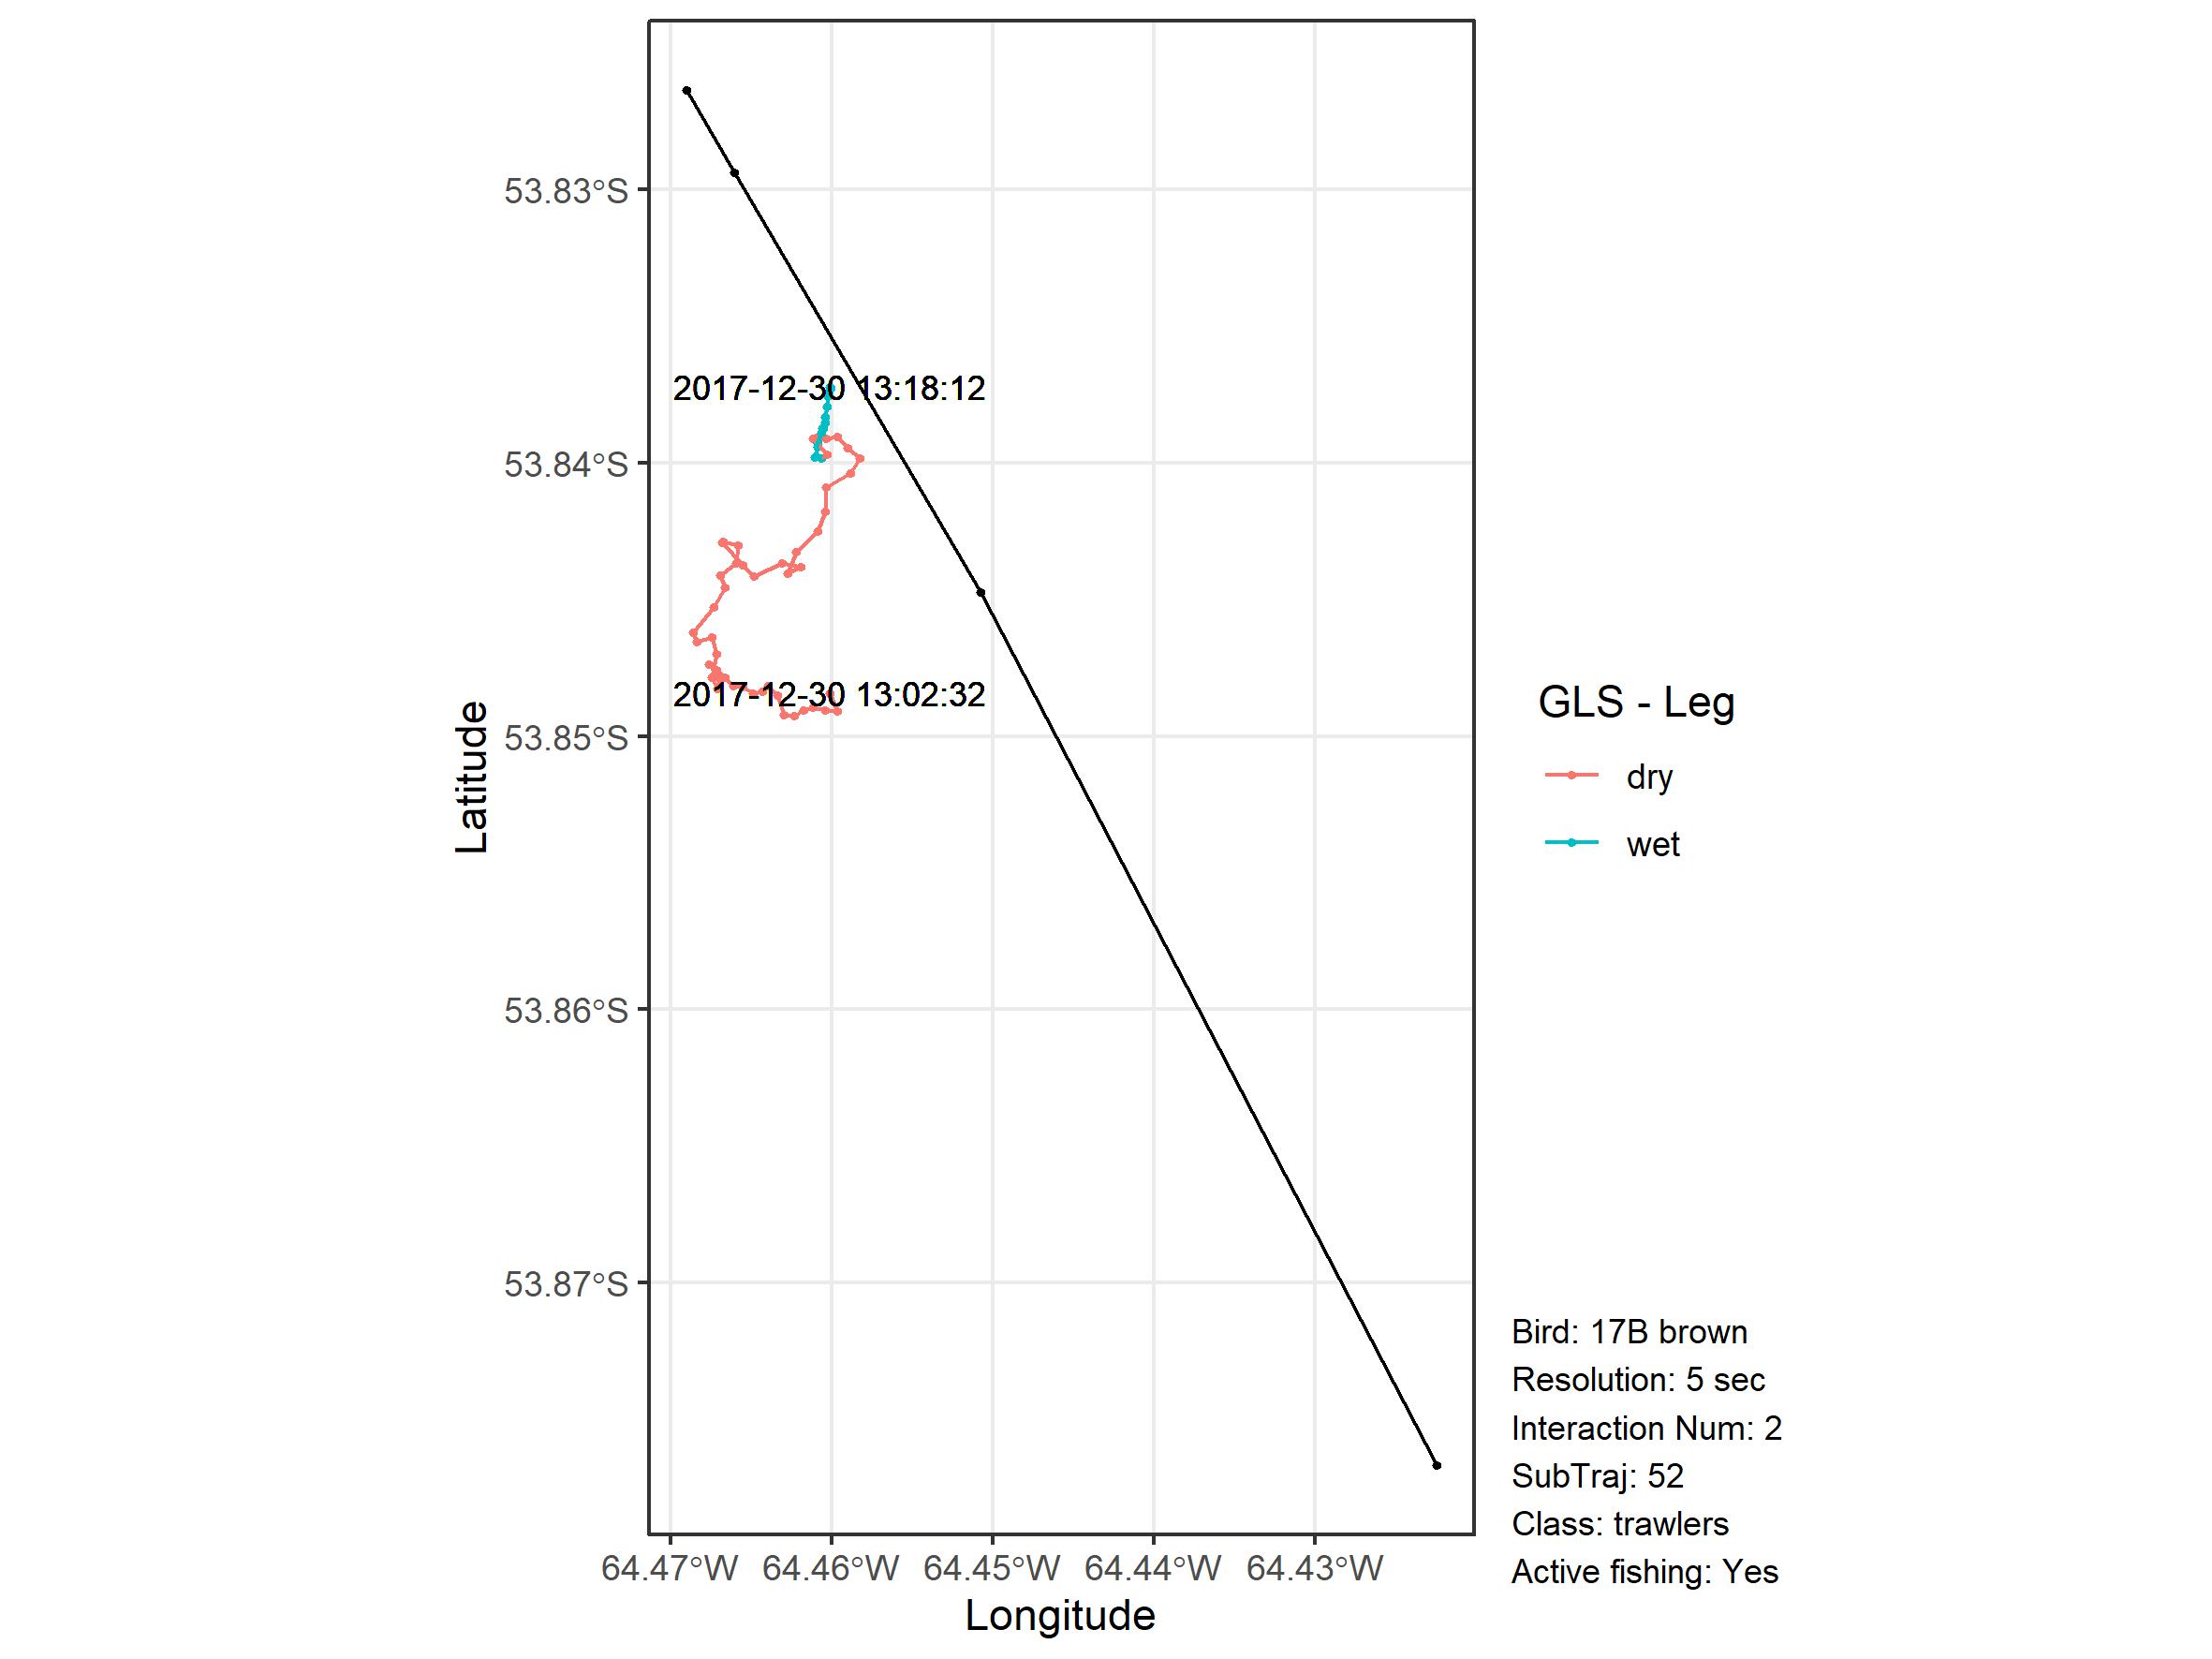 53.83°S
2017-12-30 13:18:12
53.84°S
2017-12-30 13:02:32
53.85°S
53.86°S
53.87°S
Latitude
64.47°W 64.46°W 64.45°W 64.44°W 64.43°W
Longitude
GLS - Leg
dry
wet
Bird: 17B brown
Resolution: 5 sec
Interaction Num: 2
SubTraj: 52
Class: trawlers
Active fishing: Yes